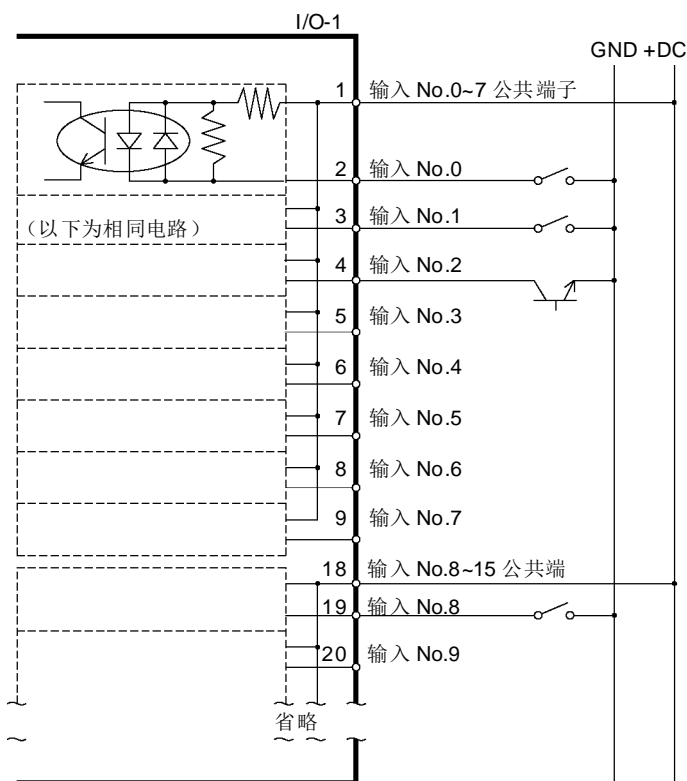 I/O-1
GND +DC
1 输入 No.0~7 公共端子
2 输入 No.0
3 输入 No.1
（以下为相同电路）
4 输入 No.2
5 输入 No.3
6 输入 No.4
7 输入 No.5
8 输入 No.6
9 输入 No.7
18 输入 No.8~15 公共端
19 输入 No.8
20 输入 No.9
省略